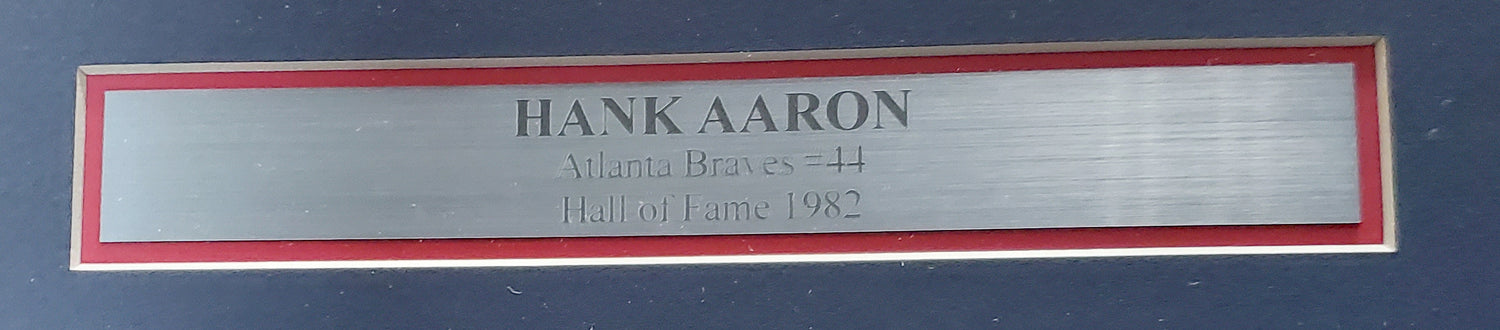 HANK AARON
Atlanta Braves #44
Hall of Fame 1982